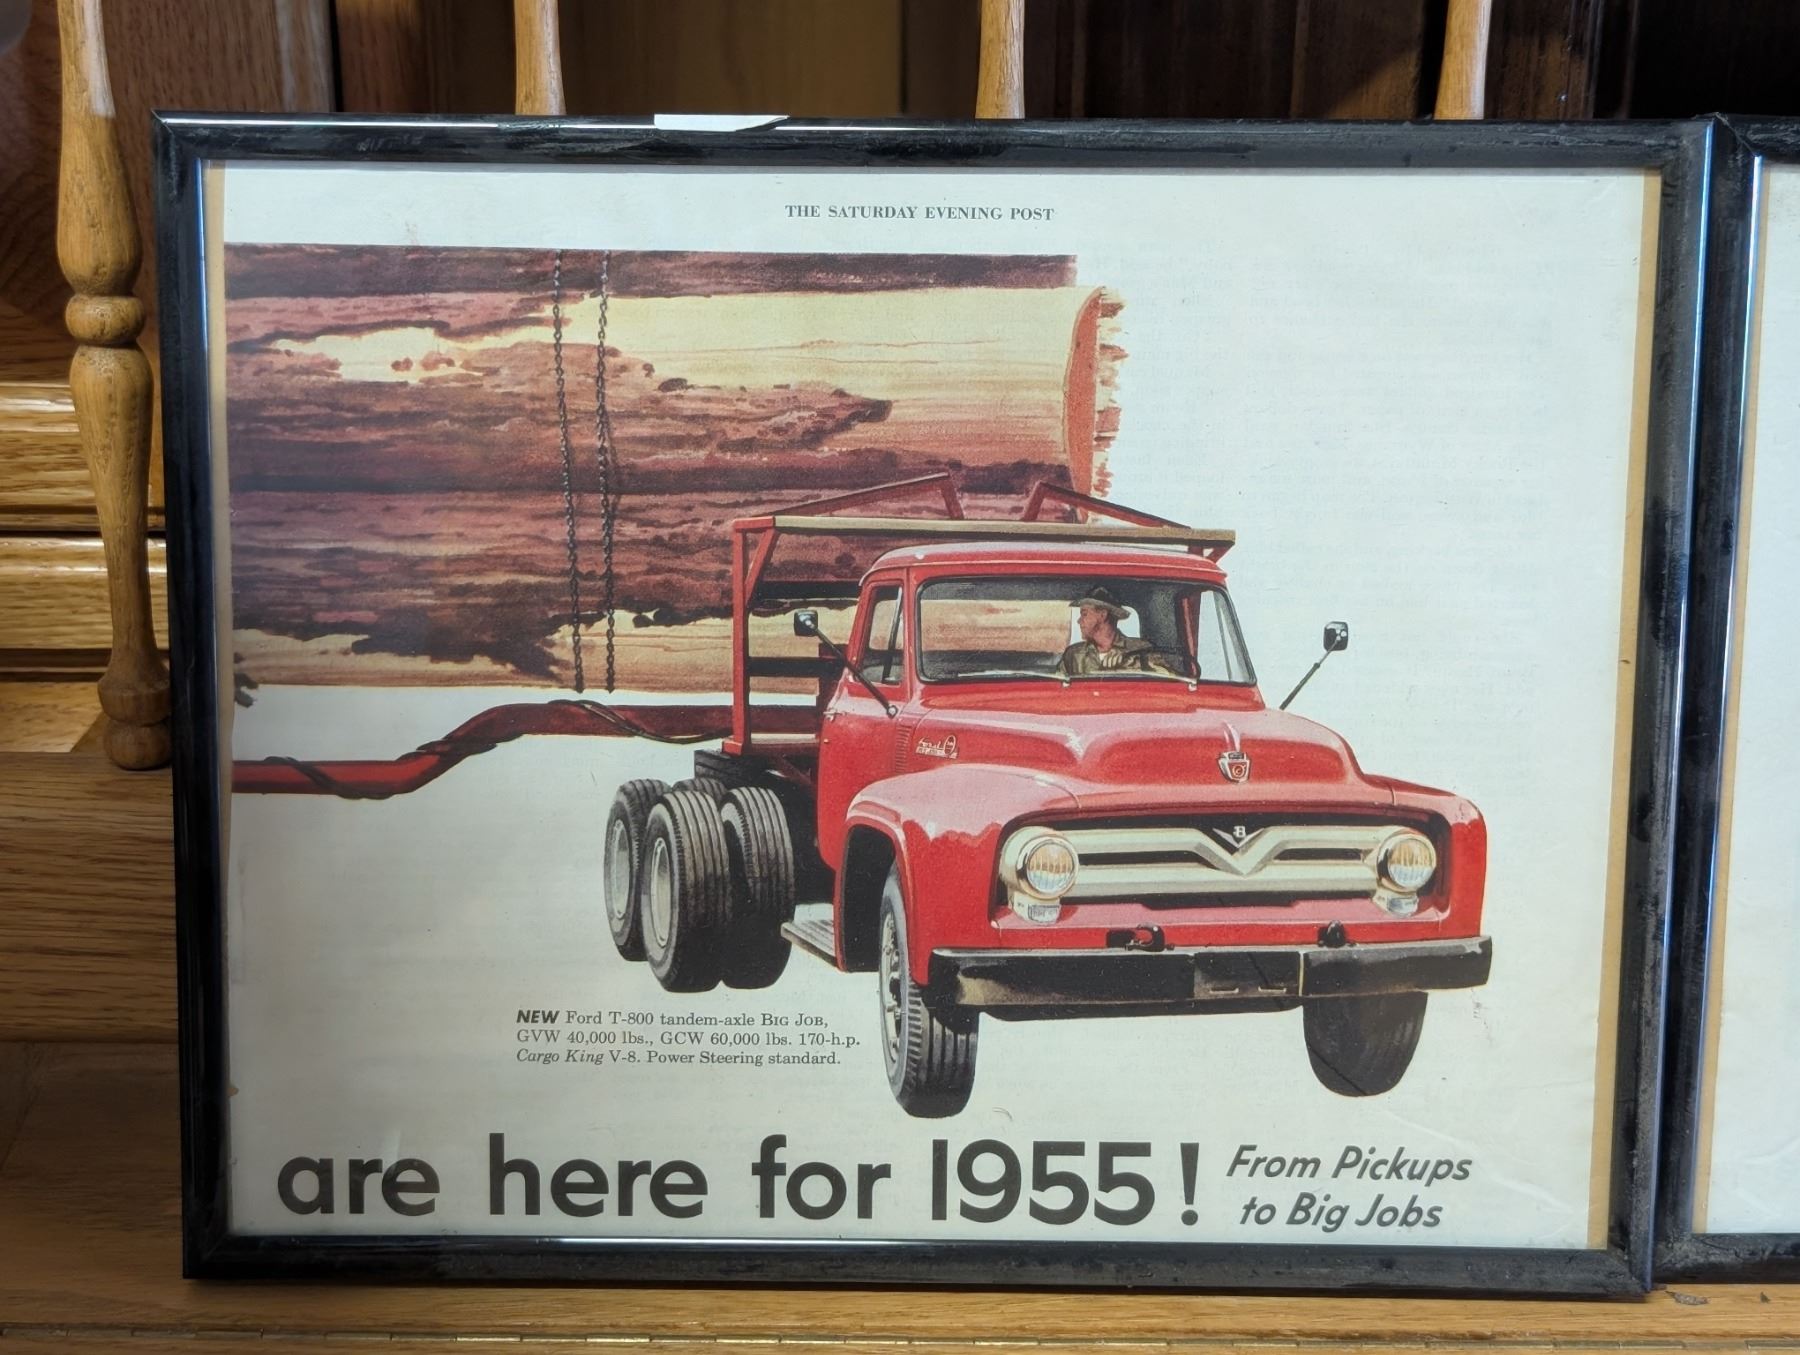 THE SATURDAY EVENING POST
NEW Ford T-800 tandem-axle BIG JOB,
GVW 40,000 lbs., GCW 60,000 lbs. 170-h.p.
Cargo King V-8. Power Steering standard.
are here for 1955!
From Pickups
to Big Jobs